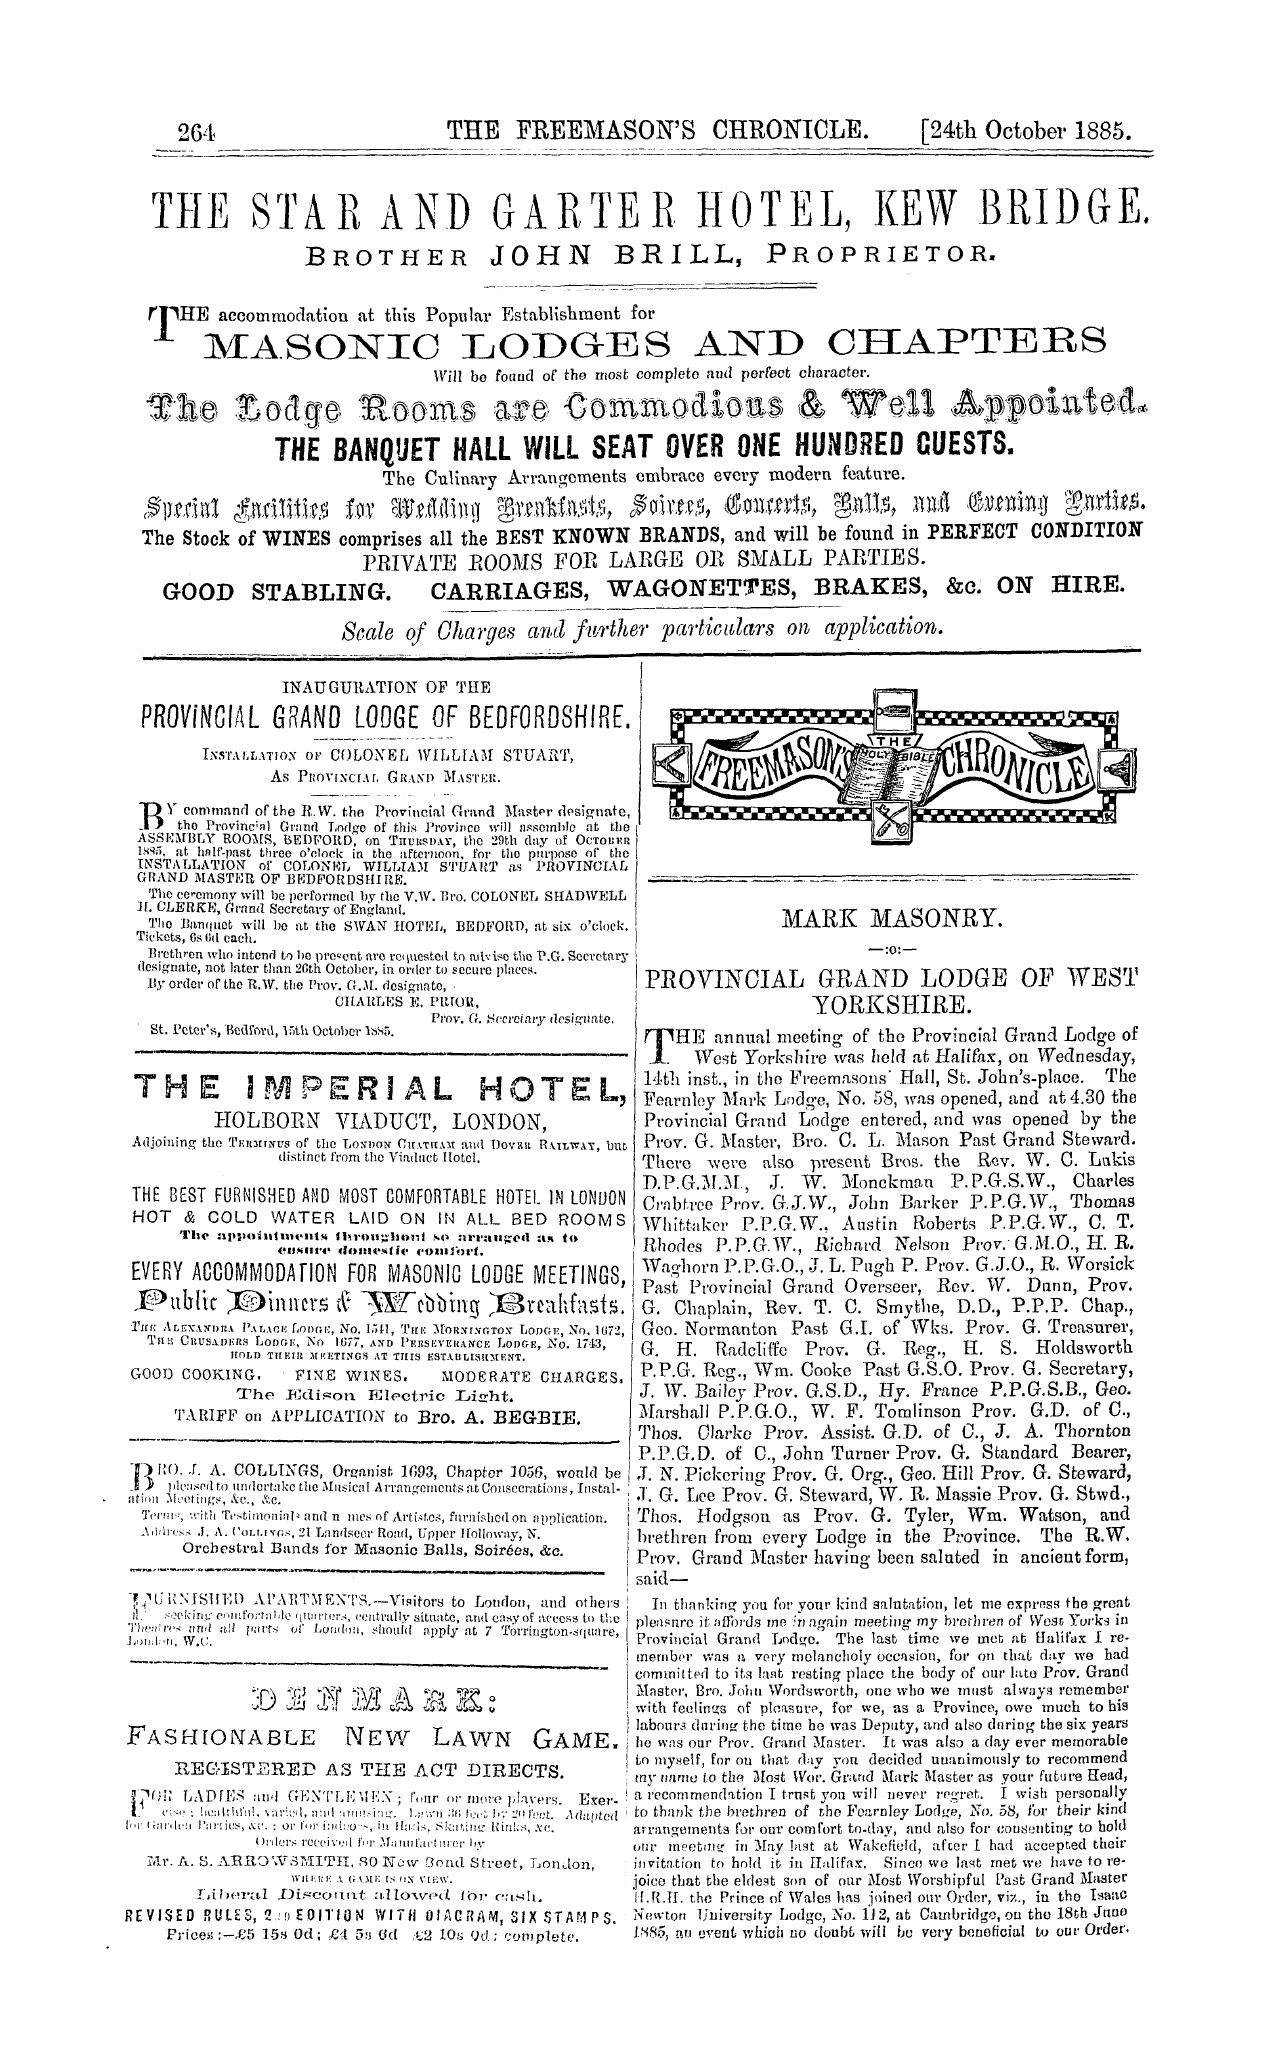 264 THE FREEMASON'S CHRONICLE. [24th October 1885.
THE STAR AND GARTER HOTEL, KEW BRIDGE.
BROTHER JOHN BRILL, PROPRIETOR.
THE accommodation at this Popular Establishment for
MASONIC LODGES AND CHAPTERS
Will be found of the most complete and perfect character.
The Lodge Rooms are Commodious & Well Appointed.
THE BANQUET HALL WILL SEAT OVER ONE HUNDRED GUESTS.
The Culinary Arrangements embrace every modern feature.
Special Facilities for Wedding Breakfasts, Soirees, Concerts, Balls, and Evening Parties.
The Stock of WINES comprises all the BEST KNOWN BRANDS, and will be found in PERFECT CONDITION
PRIVATE ROOMS FOR LARGE OR SMALL PARTIES.
GOOD STABLING. CARRIAGES, WAGONETTES, BRAKES, &c. ON HIRE.
Scale of Charges and further particulars on application.
INAUGURATION OF THE
PROVINCIAL GRAND LODGE OF BEDFORDSHIRE.
INSTALLATION OF COLONEL WILLIAM STUART,
AS PROVINCIAL GRAND MASTER.
BY command of the R.W. the Provincial Grand Master designate,
the Provincial Grand Lodge of this Province will assemble at the
ASSEMBLY ROOMS, BEDFORD, on THURSDAY, the 29th day of OCTOBER
1885, at half-past three o'clock in the afternoon, for the purpose of the
INSTALLATION of COLONEL WILLIAM STUART as PROVINCIAL
GRAND MASTER OF BEDFORDSHIRE.
The ceremony will be performed by the V.W. Bro. COLONEL SHADWELL
H. CLERKE, Grand Secretary of England.
The Banquet will be at the SWAN HOTEL, BEDFORD, at six o'clock.
Tickets, 6s 6d each.
Brethren who intend to be present are requested to advise the P.G. Secretary
designate, not later than 26th October, in order to secure places.
By order of the R.W. the Prov. G.M. designate,
CHARLES E. PRIOR,
Prov. G. Secretary designate.
St. Peter's, Bedford, 15th October 1885.
THE IMPERIAL HOTEL,
HOLBORN VIADUCT, LONDON,
Adjoining the TERMINUS of the LONDON CHATHAM and DOVER RAILWAY, but
distinct from the Viaduct Hotel.
THE BEST FURNISHED AND MOST COMFORTABLE HOTEL IN LONDON
HOT & COLD WATER LAID ON IN ALL BED ROOMS
The appointments throughout so arranged as to
ensure domestic comfort.
EVERY ACCOMMODATION FOR MASONIC LODGE MEETINGS,
Public Dinners & Wedding Breakfasts.
THE ALEXANDRA PALACE LODGE, NO. 1541, THE MORNINGTON LODGE, NO. 1672,
THE CRUSADERS LODGE, NO 1677, AND PERSEVERANCE LODGE, NO. 1743,
HOLD THEIR MEETINGS AT THIS ESTABLISHMENT.
GOOD COOKING. FINE WINES. MODERATE CHARGES.
The Edison Electric Light.
TARIFF on APPLICATION to Bro. A. BEGBIE.
BRO. J. A. COLLINGS, Organist 1693, Chapter 1056, would be
pleased to undertake the Musical Arrangements at Consecrations, Instal-
ation Meetings, &c., &c.
Terms, with Testimonials and n mes of Artistes, furnished on application.
Address J. A. COLLINGS, 21 Landseer Road, Upper Holloway, N.
Orchestral Bands for Masonic Balls, Soirées, &c.
FURNISHED APARTMENTS.—Visitors to London, and others
seeking comfortable quarters, centrally situate, and easy of access to the
Theatres and all parts of London, should apply at 7 Torrington-square,
London, W.C.
DENMARK:
FASHIONABLE NEW LAWN GAME.
REGISTERED AS THE ACT DIRECTS.
FOR LADIES and GENTLEMEN; four or more players. Exer-
cise: healthful, varied, and amusing. Lawn 36 feet by 20 feet. Adapted
for Garden Parties, &c.: or for indoors, in Halls, Skating Rinks, &c.
Orders received for Manufacturer by
Mr. A. S. ARROWSMITH, 80 New Bond Street, London,
WHERE A GAME IS ON VIEW.
Liberal Discount allowed for cash.
REVISED RULES, 2nd EDITION WITH DIAGRAM, SIX STAMPS.
Prices:—£5 15s 0d; £4 5s 0d £2 10s 0d: complete.
THE
FREEMASON'S HOLY BIBLE CHRONICLE
MARK MASONRY.
—:o:—
PROVINCIAL GRAND LODGE OF WEST
YORKSHIRE.
THE annual meeting of the Provincial Grand Lodge of
West Yorkshire was held at Halifax, on Wednesday,
14th inst., in the Freemasons' Hall, St. John's-place. The
Fearnley Mark Lodge, No. 58, was opened, and at 4.30 the
Provincial Grand Lodge entered, and was opened by the
Prov. G. Master, Bro. C. L. Mason Past Grand Steward.
There were also present Bros. the Rev. W. C. Lukis
D.P.G.M.M., J. W. Monckman P.P.G.S.W., Charles
Crabtree Prov. G.J.W., John Barker P.P.G.W., Thomas
Whittaker P.P.G.W., Austin Roberts P.P.G.W., C. T.
Rhodes P.P.G.W., Richard Nelson Prov. G.M.O., H. R.
Waghorn P.P.G.O., J. L. Pugh P. Prov. G.J.O., R. Worsick
Past Provincial Grand Overseer, Rev. W. Dunn, Prov.
G. Chaplain, Rev. T. C. Smythe, D.D., P.P.P. Chap.,
Geo. Normanton Past G.I. of Wks. Prov. G. Treasurer,
G. H. Radcliffe Prov. G. Reg., H. S. Holdsworth
P.P.G. Reg., Wm. Cooke Past G.S.O. Prov. G. Secretary,
J. W. Bailey Prov. G.S.D., Hy. France P.P.G.S.B., Geo.
Marshall P.P.G.O., W. F. Tomlinson Prov. G.D. of C.,
Thos. Clarke Prov. Assist. G.D. of C., J. A. Thornton
P.P.G.D. of C., John Turner Prov. G. Standard Bearer,
J. N. Pickering Prov. G. Org., Geo. Hill Prov. G. Steward,
J. G. Lee Prov. G. Steward, W. R. Massie Prov. G. Stwd.,
Thos. Hodgson as Prov. G. Tyler, Wm. Watson, and
brethren from every Lodge in the Province. The R.W.
Prov. Grand Master having been saluted in ancient form,
said—
In thanking you for your kind salutation, let me express the great
pleasure it affords me in again meeting my brethren of West Yorks in
Provincial Grand Lodge. The last time we met at Halifax I re-
member was a very melancholy occasion, for on that day we had
committed to its last resting place the body of our late Prov. Grand
Master, Bro. John Wordsworth, one who we must always remember
with feelings of pleasure, for we, as a Province, owe much to his
labours during the time he was Deputy, and also during the six years
he was our Prov. Grand Master. It was also a day ever memorable
to myself, for on that day you decided unanimously to recommend
my name to the Most Wor. Grand Mark Master as your future Head,
a recommendation I trust you will never regret. I wish personally
to thank the brethren of the Fearnley Lodge, No. 58, for their kind
arrangements for our comfort to-day, and also for consenting to hold
our meeting in May last at Wakefield, after I had accepted their
invitation to hold it in Halifax. Since we last met we have to re-
joice that the eldest son of our Most Worshipful Past Grand Master
H.R.H. the Prince of Wales has joined our Order, viz., in the Isaac
Newton University Lodge, No. 112, at Cambridge, on the 18th June
1885, an event which no doubt will be very beneficial to our Order.